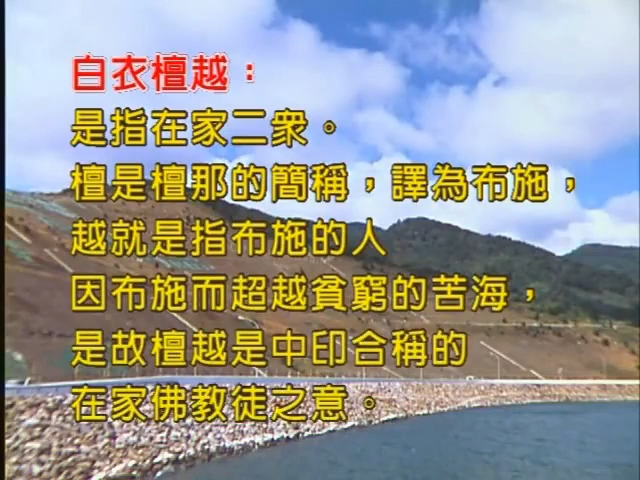 白衣檀越：
是指在家二眾。
檀是檀那的簡稱，譯為布施，
越就是指布施的人
因布施而超越貧窮的苦海，
是故檀越是中印合稱的
在家佛教徒之意。